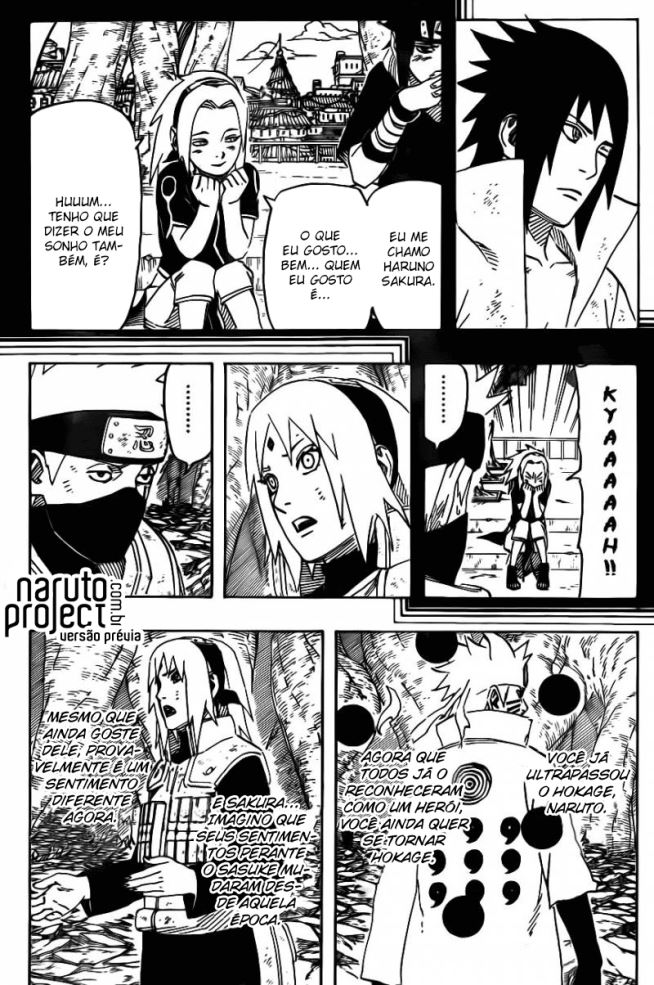 EU ME
CHAMO
HARUNO
SAKURA.
O QUE
EU GOSTO...
BEM... QUEM
EU GOSTO
É...
HUUUM...
TENHO QUE
DIZER O MEU
SONHO TAM-
BÉM, É?
KYAAAAAAH!!
........
........
naruto
project
.com.br
versão prévia
VOCÊ JÁ
ULTRAPASSOU
O HOKAGE,
NARUTO.
AGORA QUE
TODOS JÁ O
RECONHECERAM
COMO UM HERÓI,
VOCÊ AINDA QUER
SE TORNAR
HOKAGE.
E SAKURA...
IMAGINO QUE
SEUS SENTIMEN-
TOS PERANTE
O SASUKE MU-
DARAM DES-
DE AQUELA
ÉPOCA.
MESMO QUE
AINDA GOSTE
DELE, PROVA-
VELMENTE É UM
SENTIMENTO
DIFERENTE
AGORA.